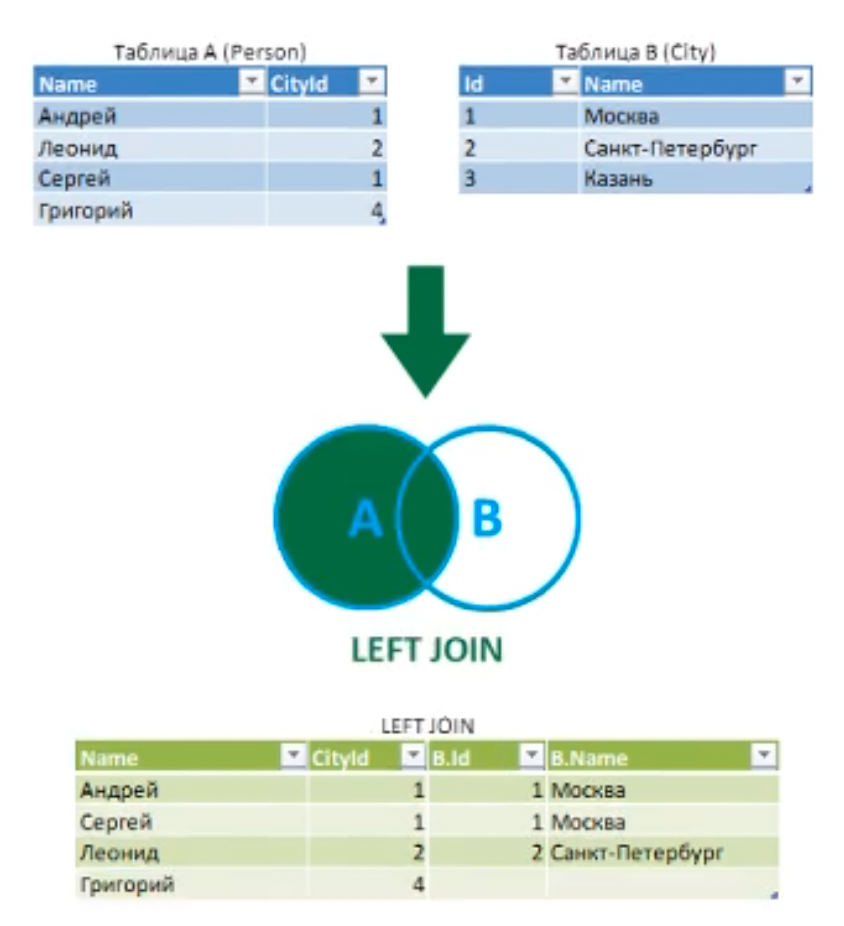 Таблица A (Person)
Name CityId
Андрей 1
Леонид 2
Сергей 1
Григорий 4
Таблица B (City)
Id Name
1 Москва
2 Санкт-Петербург
3 Казань
A B
LEFT JOIN
LEFT JOIN
Name CityId B.Id B.Name
Андрей 1 1 Москва
Сергей 1 1 Москва
Леонид 2 2 Санкт-Петербург
Григорий 4